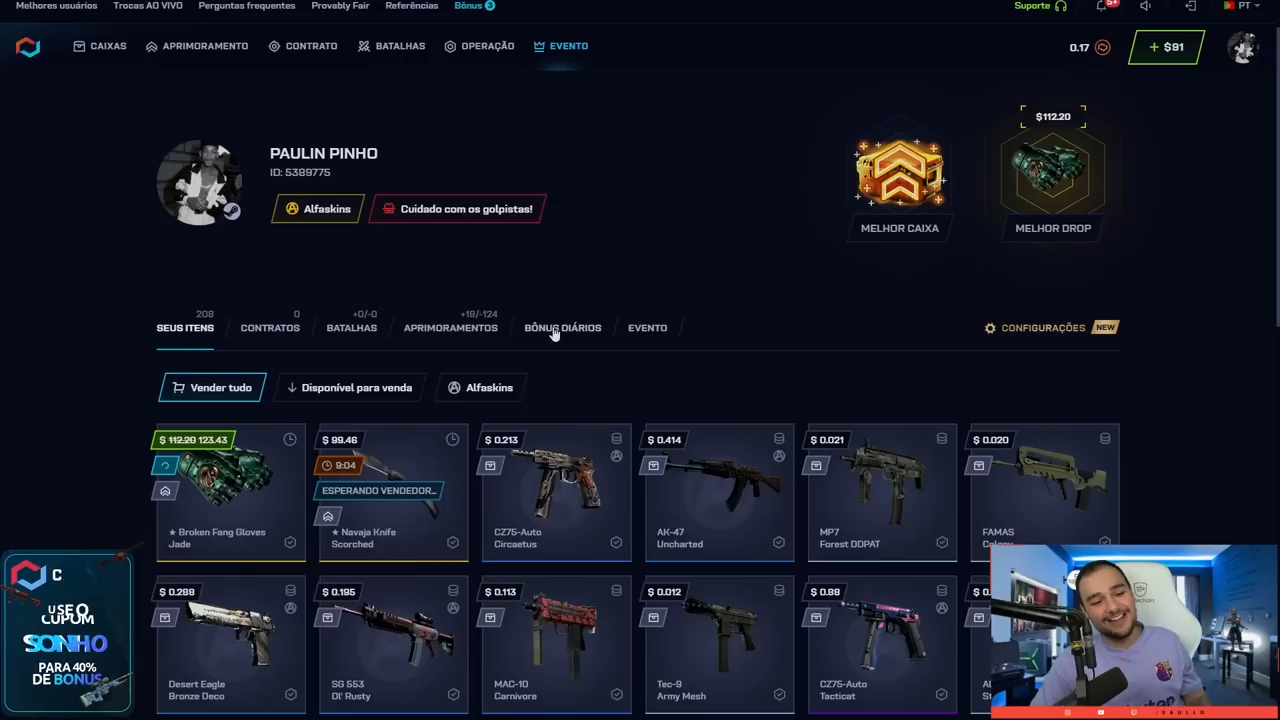 Melhores usuários Trocas AO VIVO Perguntas frequentes Provably Fair Referências Bônus 3 Suporte 5+ PT
CAIXAS APRIMORAMENTO CONTRATO BATALHAS OPERAÇÃO EVENTO 0.17 + $91
$112.20
PAULIN PINHO
ID: 5389775
Alfaskins Cuidado com os golpistas!
MELHOR CAIXA MELHOR DROP
208 0 +0/-0 +18/-124
SEUS ITENS CONTRATOS BATALHAS APRIMORAMENTOS BÔNUS DIÁRIOS EVENTO CONFIGURAÇÕES NEW
Vender tudo Disponível para venda Alfaskins
$ 112.20 123.43 $ 99.46 $ 0.213 $ 0.414 $ 0.021 $ 0.020
9:04
ESPERANDO VENDEDOR...
★ Broken Fang Gloves ★ Navaja Knife CZ75-Auto AK-47 MP7 FAMAS
Jade Scorched Circaetus Uncharted Forest DDPAT
$ 0.288 $ 0.195 $ 0.113 $ 0.012 $ 0.88
Desert Eagle SG 553 MAC-10 Tec-9 CZ75-Auto
Bronze Deco Ol' Rusty Carnivore Army Mesh Tacticat
C
USE O
CUPOM
SONHO
PARA 40%
DE BONUS